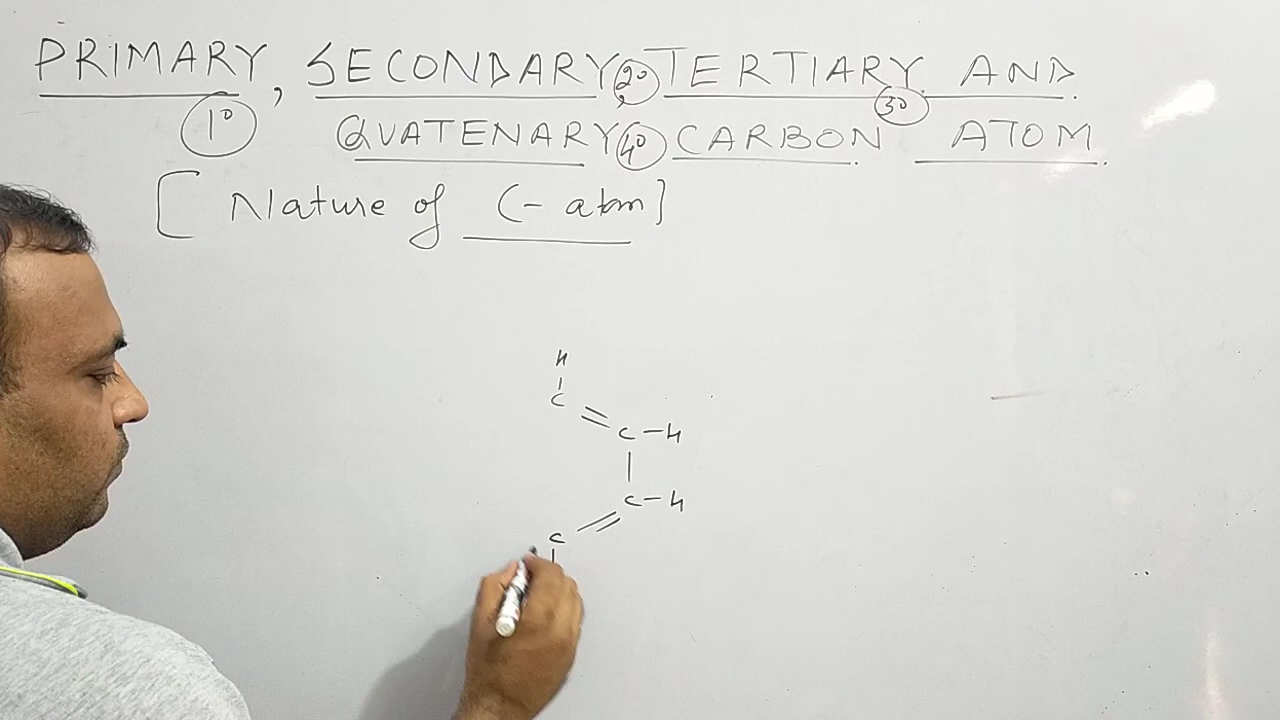 PRIMARY, SECONDARY, 2° TERTIARY AND
1° QUATENARY 4° CARBON 3° ATOM.
[ Nature of C-atom]
H
C
C-H
C-H
C